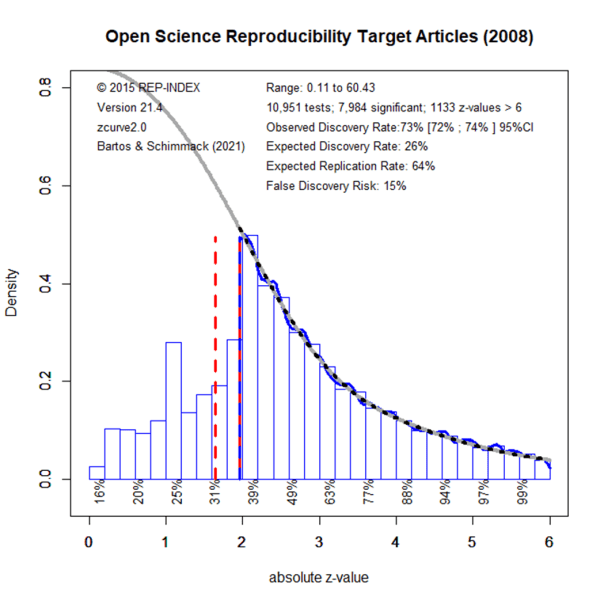 Open Science Reproducibility Target Articles (2008)
© 2015 REP-INDEX
Version 21.4
zcurve2.0
Bartos & Schimmack (2021)
Range: 0.11 to 60.43
10,951 tests; 7,984 significant; 1133 z-values > 6
Observed Discovery Rate:73% [72% ; 74% ] 95%CI
Expected Discovery Rate: 26%
Expected Replication Rate: 64%
False Discovery Risk: 15%
Density
0.8
0.6
0.4
0.2
0.0
16% 20% 25% 31% 39% 49% 63% 77% 88% 94% 97% 99%
0 1 2 3 4 5 6
absolute z-value